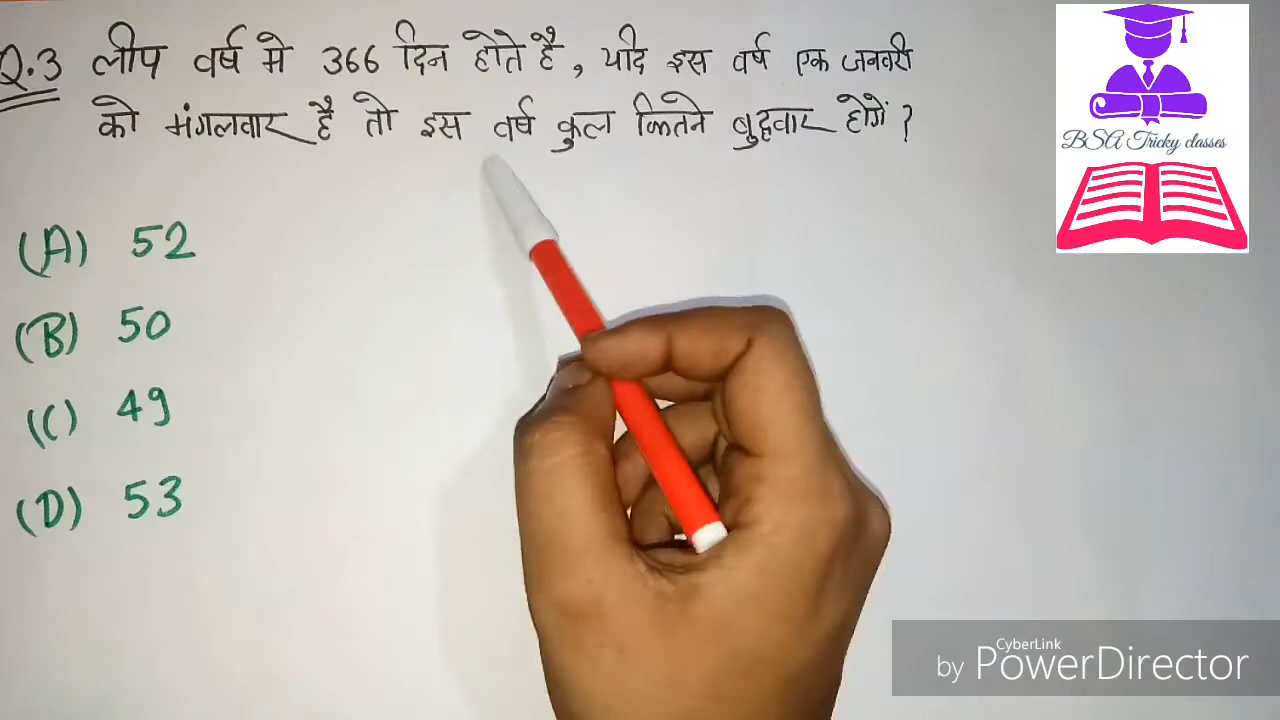 Q.3 लीप वर्ष मे 366 दिन होते है, यदि इस वर्ष एक जनवरी
को मंगलवार है तो इस वर्ष कुल कितने बुद्धवार होगें ?
(A) 52
(B) 50
(C) 49
(D) 53
BSA Tricky classes
CyberLink
by PowerDirector